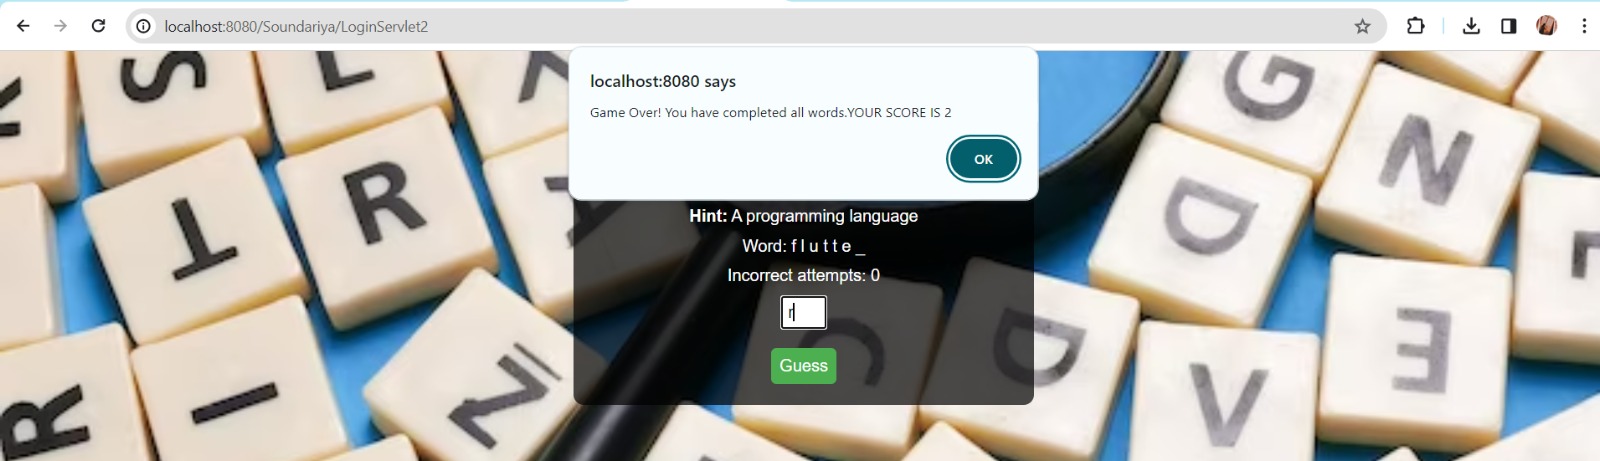 localhost:8080/Soundariya/LoginServlet2
localhost:8080 says
Game Over! You have completed all words.YOUR SCORE IS 2
OK
Hint: A programming language
Word: f l u t t e _
Incorrect attempts: 0
r
Guess
S
G
N
T
R
D
C
D
E
R
I
N
V